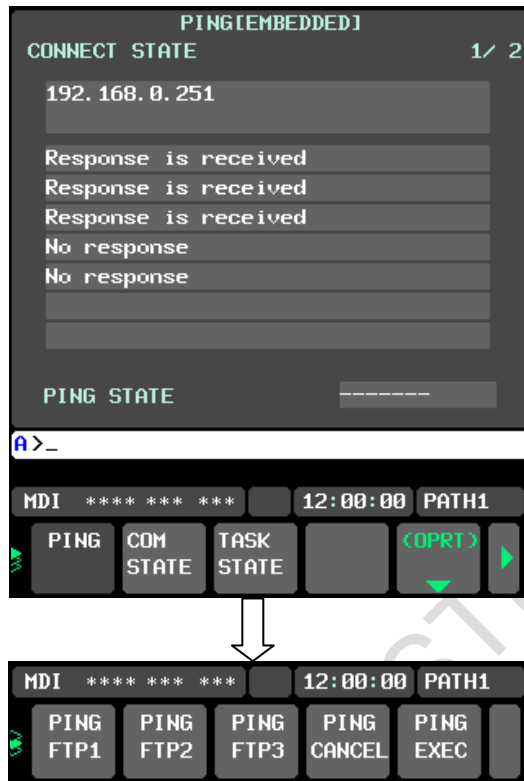 PING[EMBEDDED]
CONNECT STATE 1/ 2
192.168.0.251
Response is received
Response is received
Response is received
No response
No response
PING STATE -------
A>_
MDI **** *** *** 12:00:00 PATH1
PING COM STATE TASK STATE (OPRT)
MDI **** *** *** 12:00:00 PATH1
PING FTP1 PING FTP2 PING FTP3 PING CANCEL PING EXEC